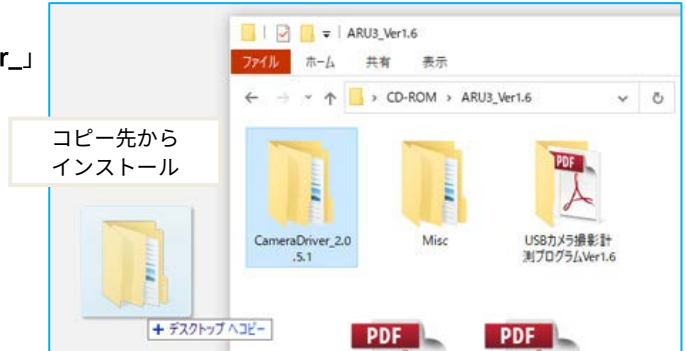 r_」
コピー先から
インストール
ARU3_Ver1.6
ファイル ホーム 共有 表示
CD-ROM > ARU3_Ver1.6
CameraDriver_2.0
.5.1
Misc
USBカメラ撮影計
測プログラムVer1.6
PDF
+ デスクトップ へコピー
PDF PDF